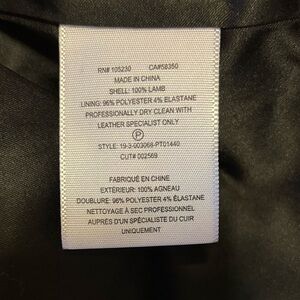 RN# 105230 CA#58350
MADE IN CHINA
SHELL: 100% LAMB
LINING: 96% POLYESTER 4% ELASTANE
PROFESSIONALLY DRY CLEAN WITH
LEATHER SPECIALIST ONLY
P
STYLE: 19-3-003068-PT01440
CUT# 002569
FABRIQUÉ EN CHINE
EXTÉRIEUR: 100% AGNEAU
DOUBLURE: 96% POLYESTER 4% ÉLASTANE
NETTOYAGE À SEC PROFESSIONNEL
AUPRÈS D'UN SPÉCIALISTE DU CUIR
UNIQUEMENT